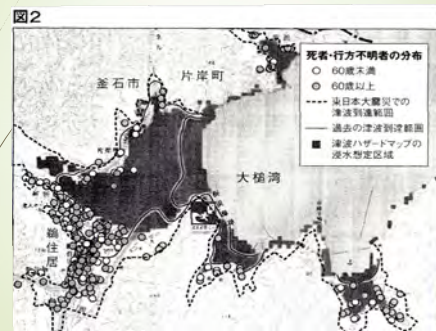 図2
死者・行方不明者の分布
60歳未満
60歳以上
東日本大震災での
津波到達範囲
過去の津波到達範囲
津波ハザードマップの
浸水想定区域
釜石市
片岸町
大槌湾
鵜住居